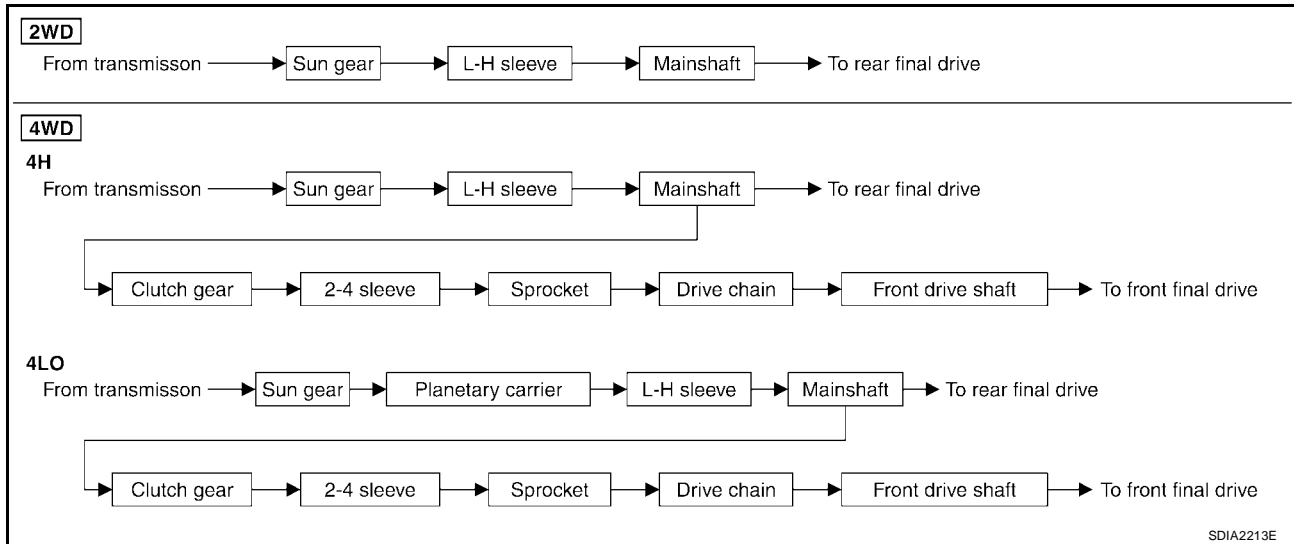 2WD
From transmisson Sun gear L-H sleeve Mainshaft To rear final drive
4WD
4H
From transmisson Sun gear L-H sleeve Mainshaft To rear final drive
Clutch gear 2-4 sleeve Sprocket Drive chain Front drive shaft To front final drive
4LO
From transmisson Sun gear Planetary carrier L-H sleeve Mainshaft To rear final drive
Clutch gear 2-4 sleeve Sprocket Drive chain Front drive shaft To front final drive
SDIA2213E